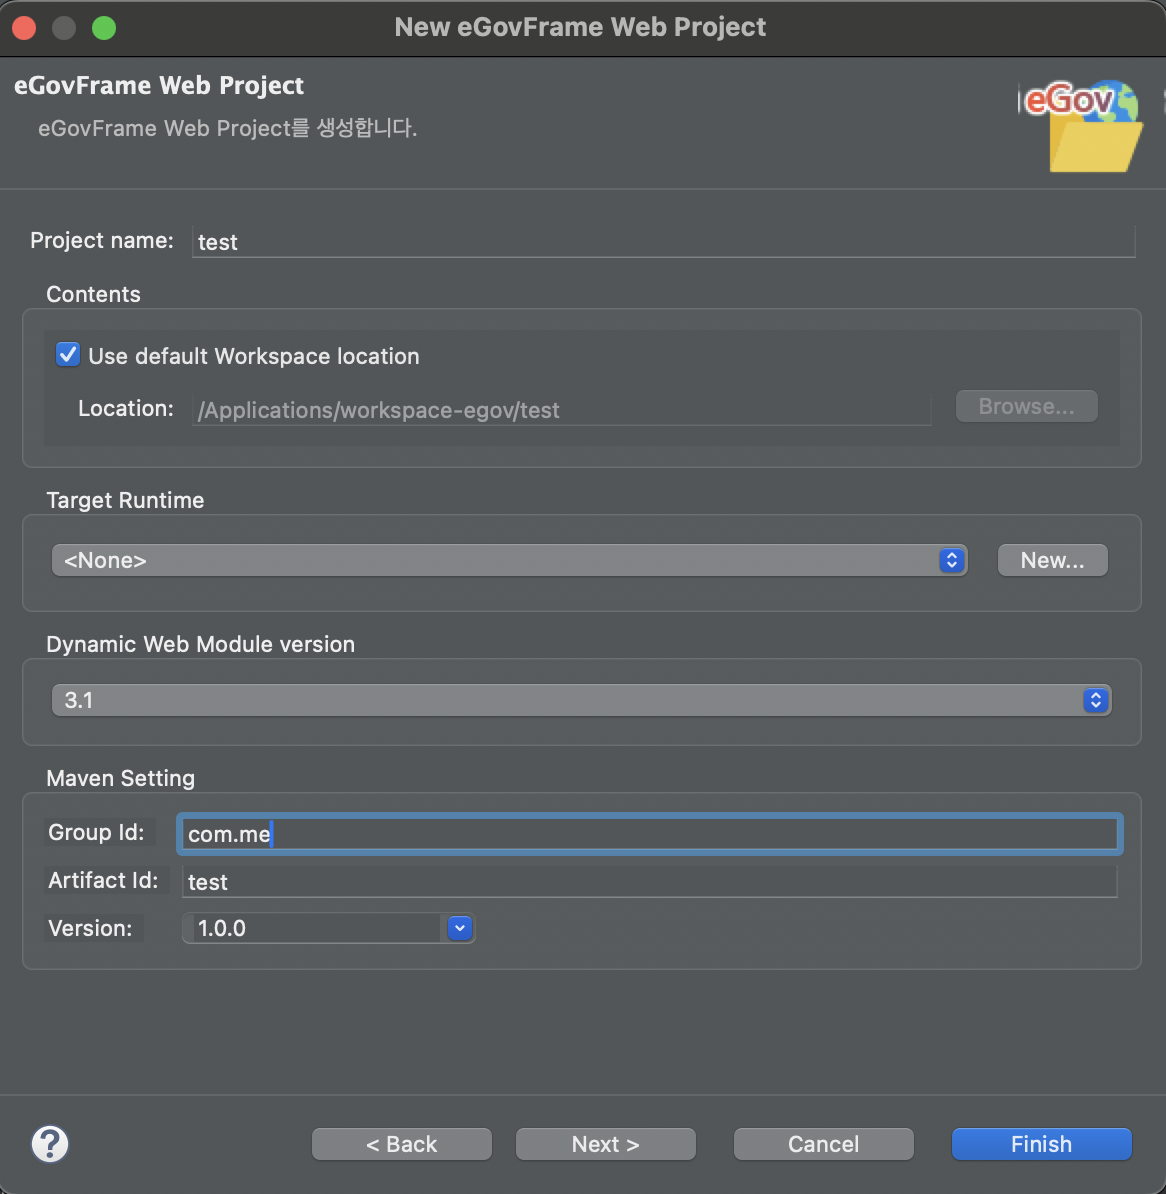 New eGovFrame Web Project
eGovFrame Web Project
eGovFrame Web Project를 생성합니다.
eGov
Project name: test
Contents
Use default Workspace location
Location: /Applications/workspace-egov/test Browse...
Target Runtime
<None> New...
Dynamic Web Module version
3.1
Maven Setting
Group Id: com.me
Artifact Id: test
Version: 1.0.0
? < Back Next > Cancel Finish